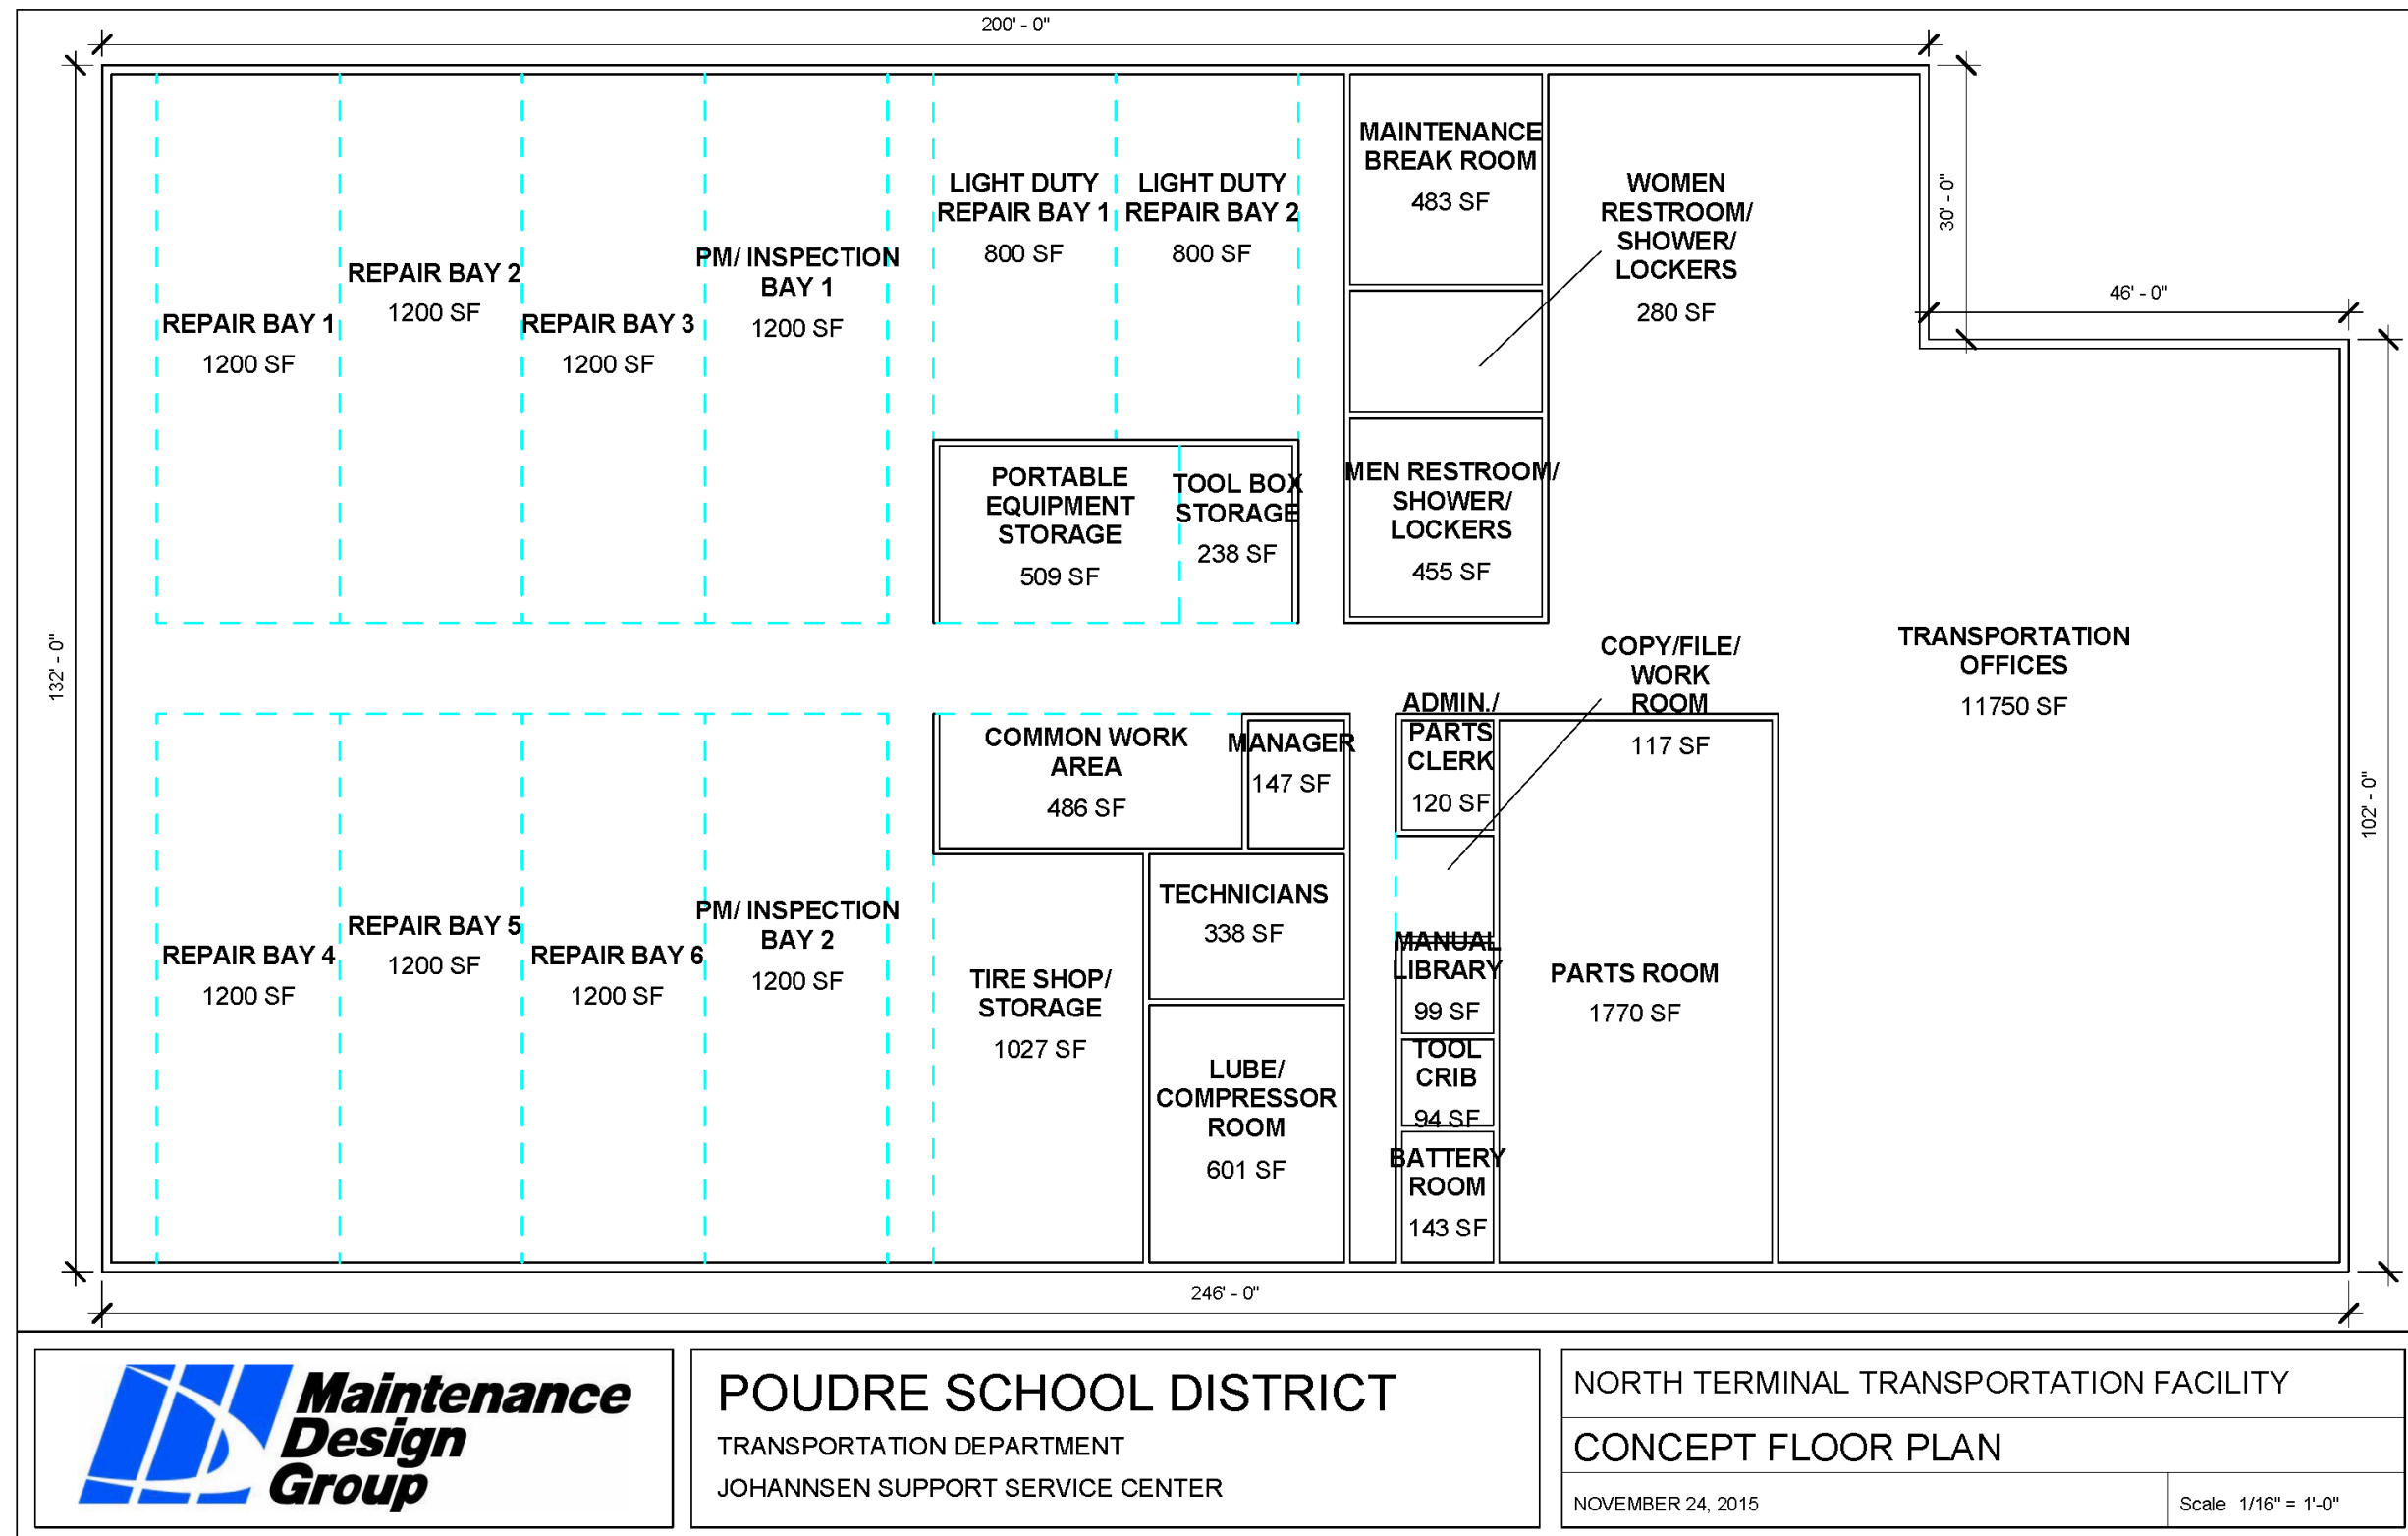 200' - 0"
30' - 0"
46' - 0"
132' - 0"
102' - 0"
246' - 0"
REPAIR BAY 1
1200 SF
REPAIR BAY 2
1200 SF
REPAIR BAY 3
1200 SF
PM/ INSPECTION
BAY 1
1200 SF
LIGHT DUTY
REPAIR BAY 1
800 SF
LIGHT DUTY
REPAIR BAY 2
800 SF
MAINTENANCE
BREAK ROOM
483 SF
WOMEN
RESTROOM/
SHOWER/
LOCKERS
280 SF
PORTABLE
EQUIPMENT
STORAGE
509 SF
TOOL BOX
STORAGE
238 SF
MEN RESTROOM/
SHOWER/
LOCKERS
455 SF
TRANSPORTATION
OFFICES
11750 SF
COPY/FILE/
WORK
ROOM
117 SF
REPAIR BAY 4
1200 SF
REPAIR BAY 5
1200 SF
REPAIR BAY 6
1200 SF
PM/ INSPECTION
BAY 2
1200 SF
COMMON WORK
AREA
486 SF
MANAGER
147 SF
ADMIN./
PARTS
CLERK
120 SF
TECHNICIANS
338 SF
TIRE SHOP/
STORAGE
1027 SF
LUBE/
COMPRESSOR
ROOM
601 SF
MANUAL
LIBRARY
99 SF
TOOL
CRIB
94 SF
BATTERY
ROOM
143 SF
PARTS ROOM
1770 SF
Maintenance
Design
Group
POUDRE SCHOOL DISTRICT
TRANSPORTATION DEPARTMENT
JOHANNSEN SUPPORT SERVICE CENTER
NORTH TERMINAL TRANSPORTATION FACILITY
CONCEPT FLOOR PLAN
NOVEMBER 24, 2015
Scale 1/16" = 1'-0"